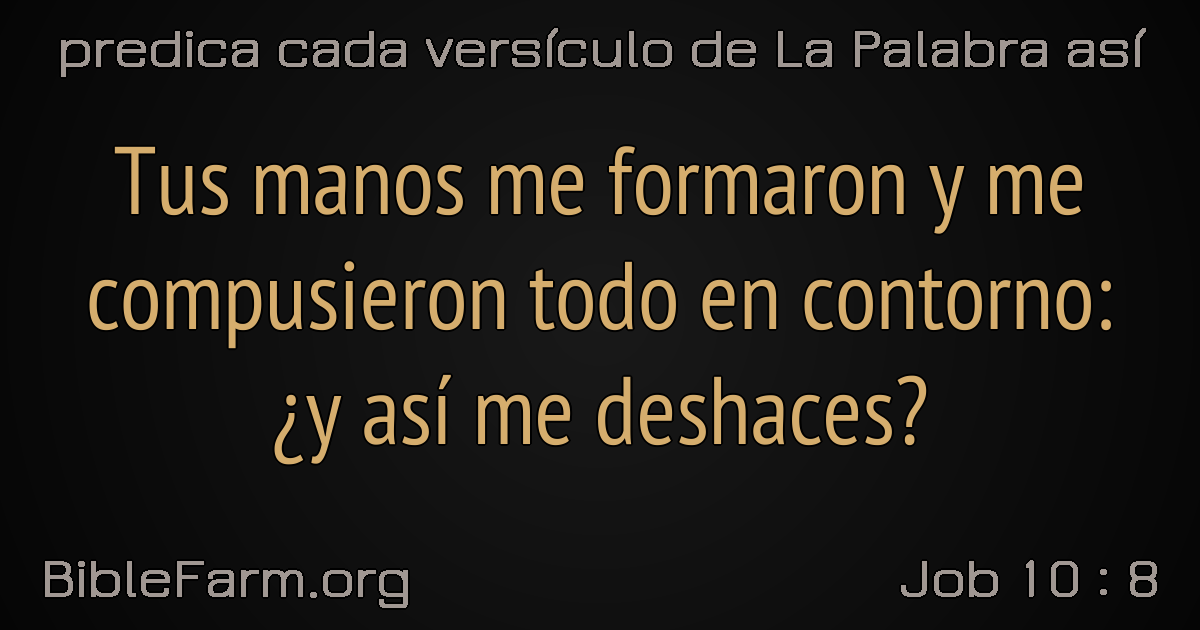 predica cada versículo de La Palabra así
Tus manos me formaron y me
compusieron todo en contorno:
¿y así me deshaces?
BibleFarm.org
Job 10 : 8